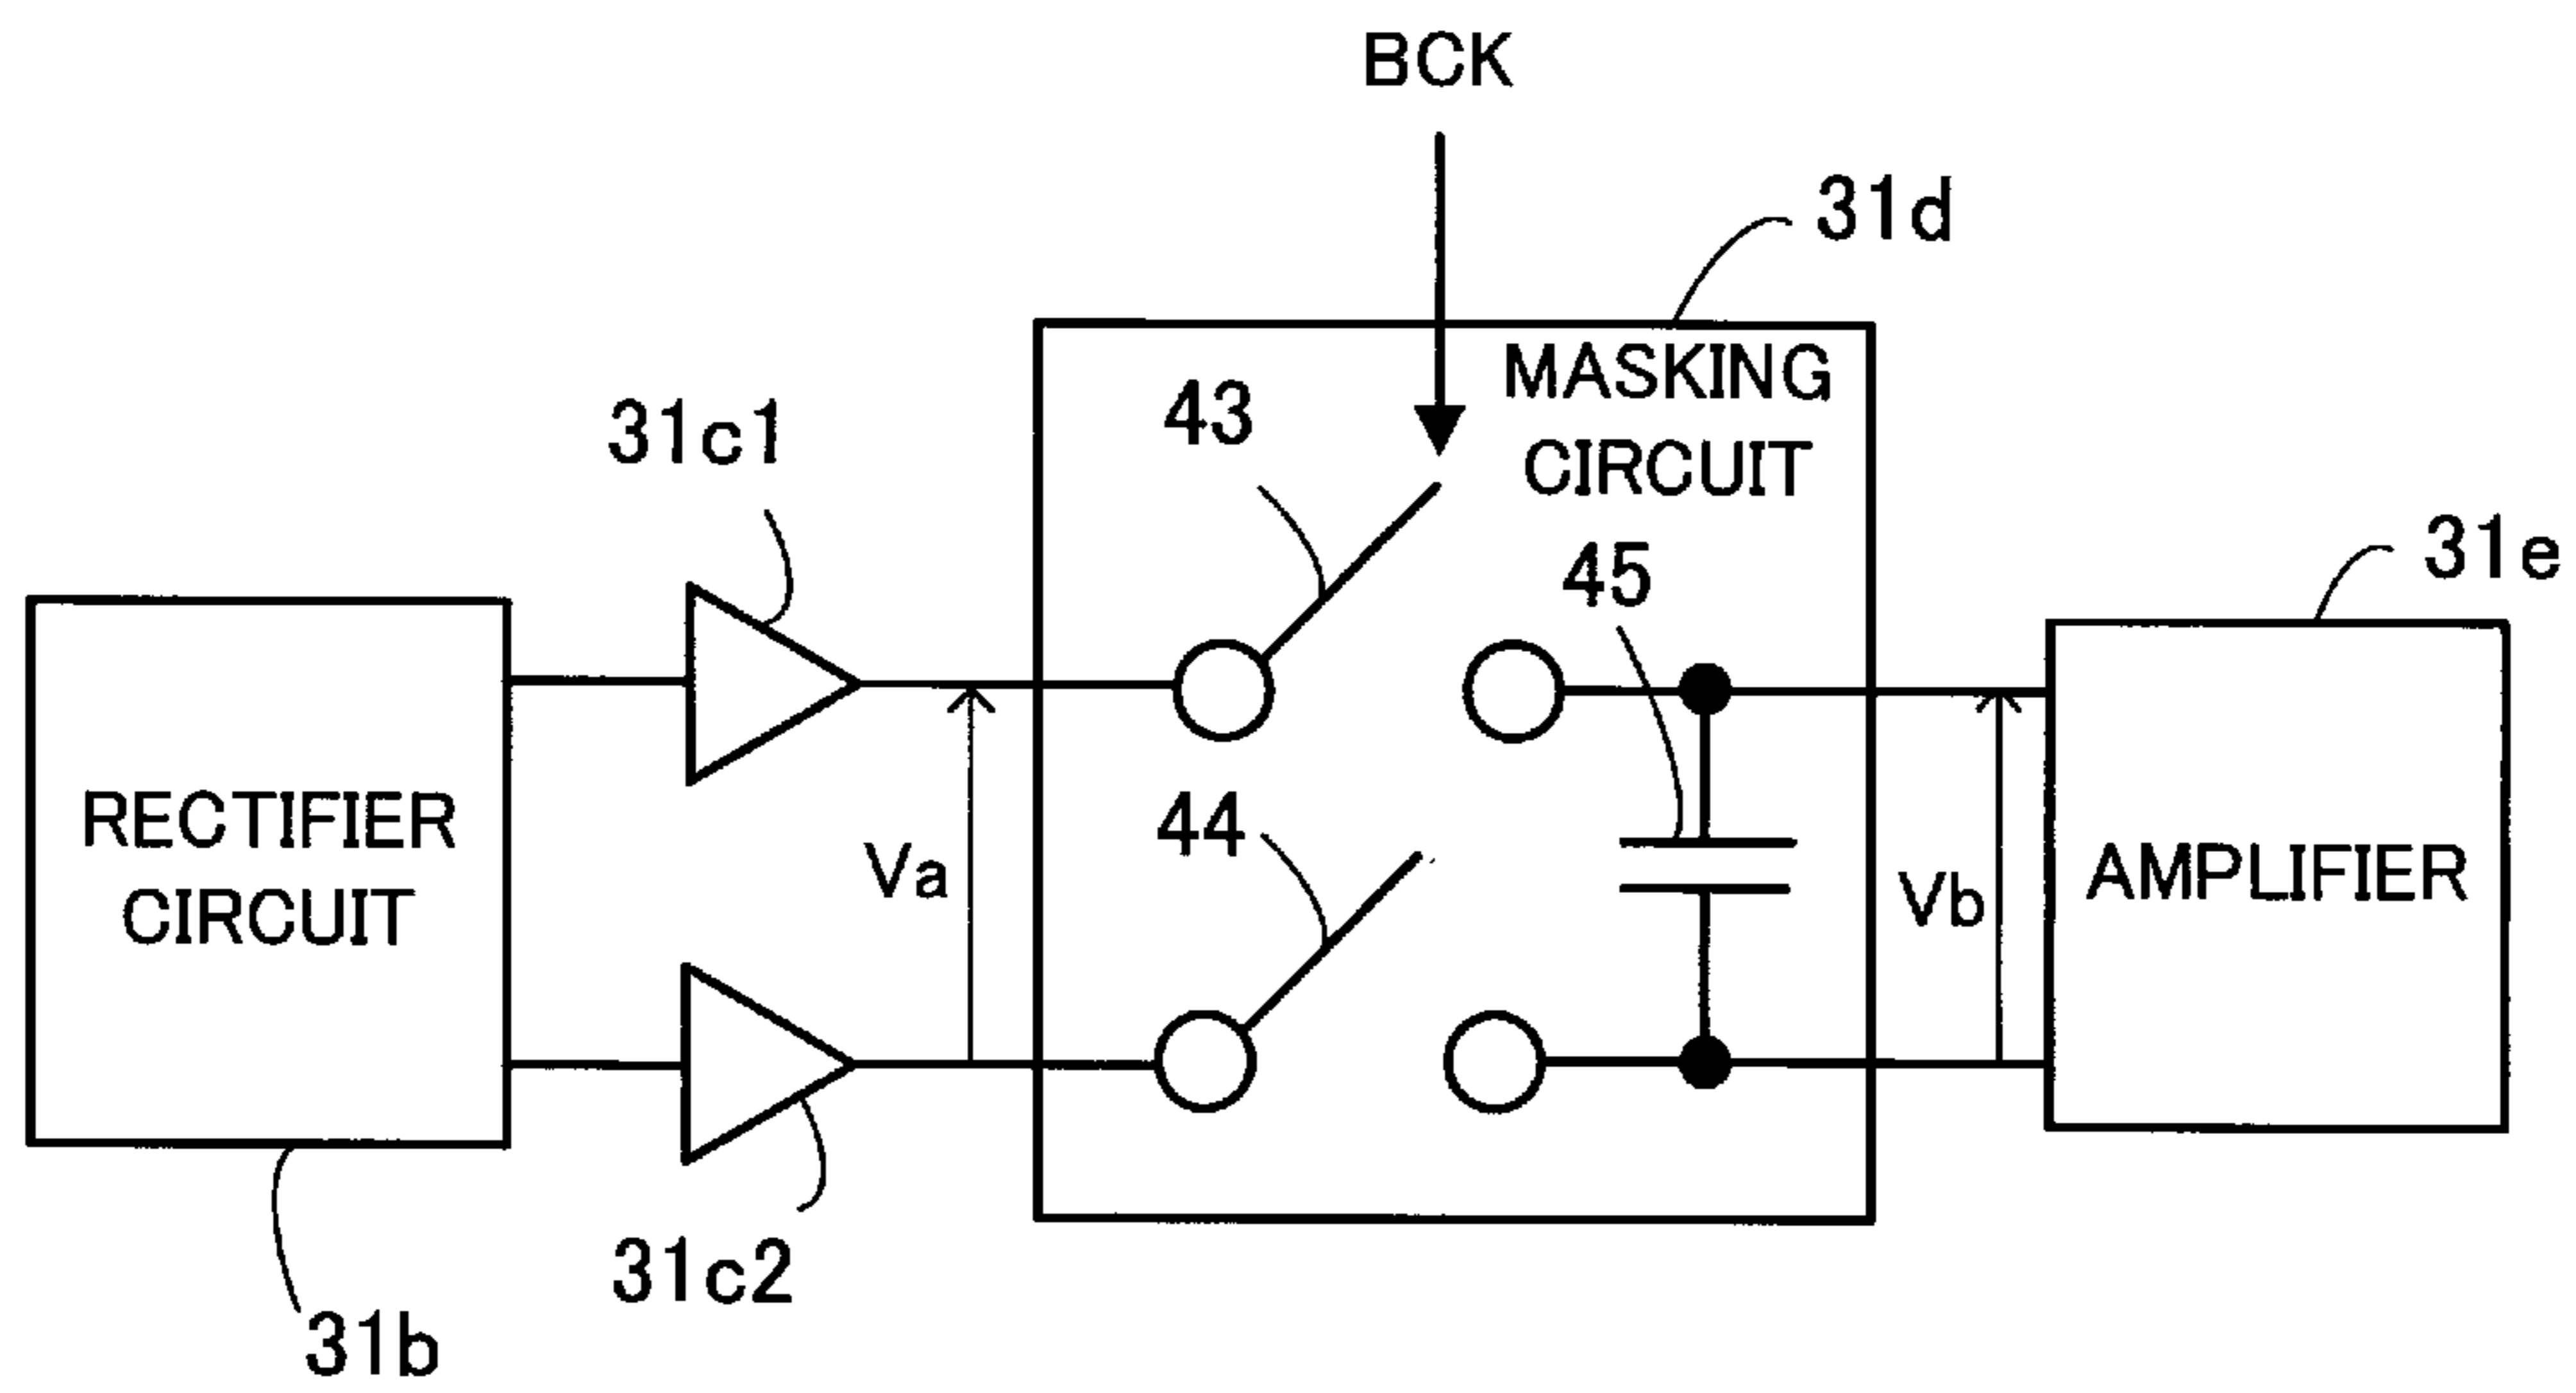 BCK
31d
MASKING
CIRCUIT
43
31c1
45
31e
RECTIFIER
CIRCUIT
Va
44
Vb
AMPLIFIER
31c2
31b